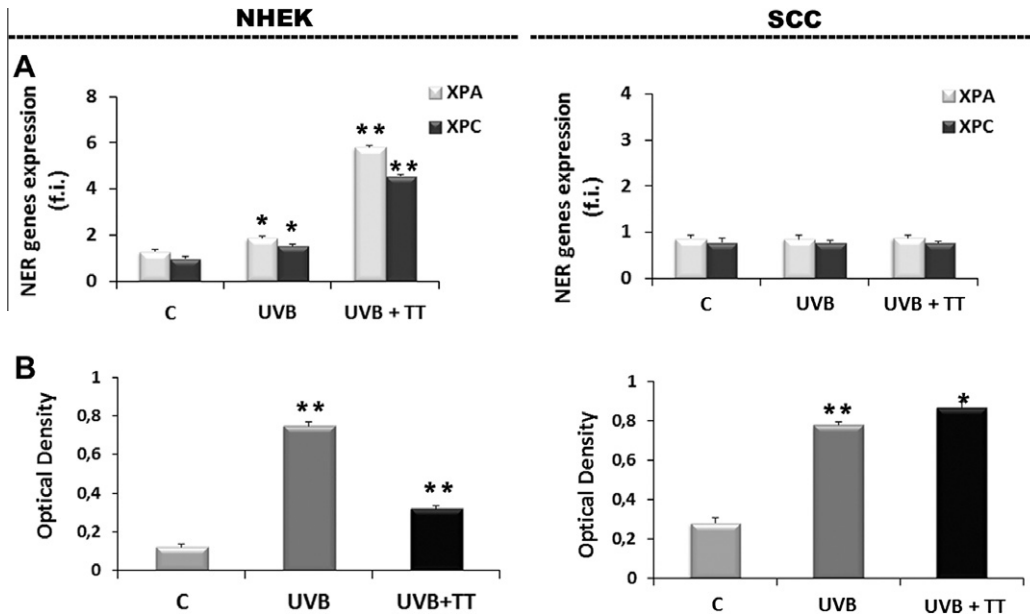 NHEK
SCC
A
NER genes expression
(f.i.)
8
6
4
2
0
XPA
XPC
*
*
**
**
C
UVB
UVB + TT
NER genes expression
(f.i.)
4
3
2
1
0
XPA
XPC
C
UVB
UVB + TT
B
Optical Density
1
0,8
0,6
0,4
0,2
0
**
**
C
UVB
UVB+TT
Optical Density
1
0,8
0,6
0,4
0,2
0
**
*
C
UVB
UVB + TT